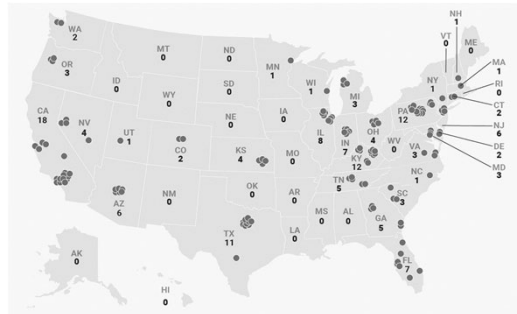 NH
1
WA
2
VT
0
ME
0
MT
0
ND
0
OR
3
MN
1
MA
1
ID
0
SD
0
WI
1
MI
3
NY
1
RI
0
WY
0
CT
2
CA
18
NV
4
UT
1
NE
0
IA
0
PA
12
NJ
6
CO
2
KS
4
MO
0
IL
8
IN
7
OH
4
WV
0
VA
3
DE
2
KY
12
MD
3
AZ
6
NM
0
OK
0
AR
0
TN
5
NC
1
SC
3
TX
11
LA
0
MS
0
AL
0
GA
5
AK
0
HI
0
FL
7